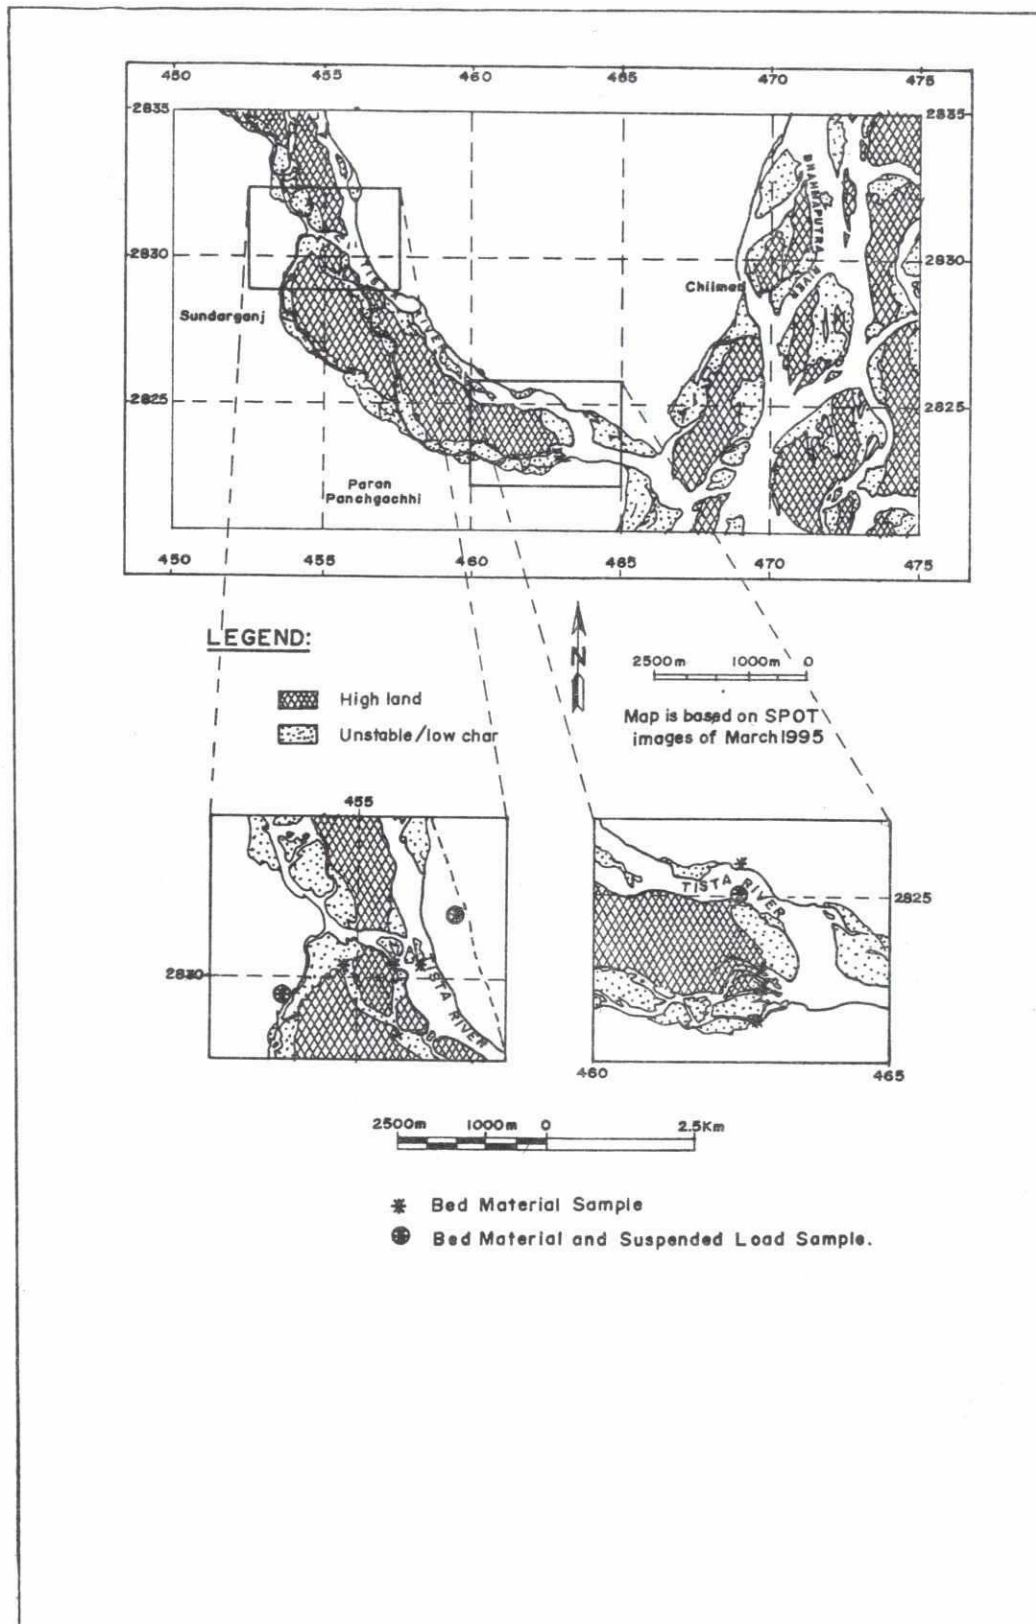 450 455 460 465 470 475
2835 2835
BRAHMAPUTRA RIVER
2830 2830
Chilmari
Sundarganj
2825 2825
Paran
Panchgachhi
450 455 460 465 470 475
LEGEND:
High land
Unstable/low char
N
2500m 1000m 0
Map is based on SPOT
images of March 1995
455
TISTA RIVER
2830
TISTA RIVER
2825
460 465
2500m 1000m 0 2.5Km
Bed Material Sample
Bed Material and Suspended Load Sample.